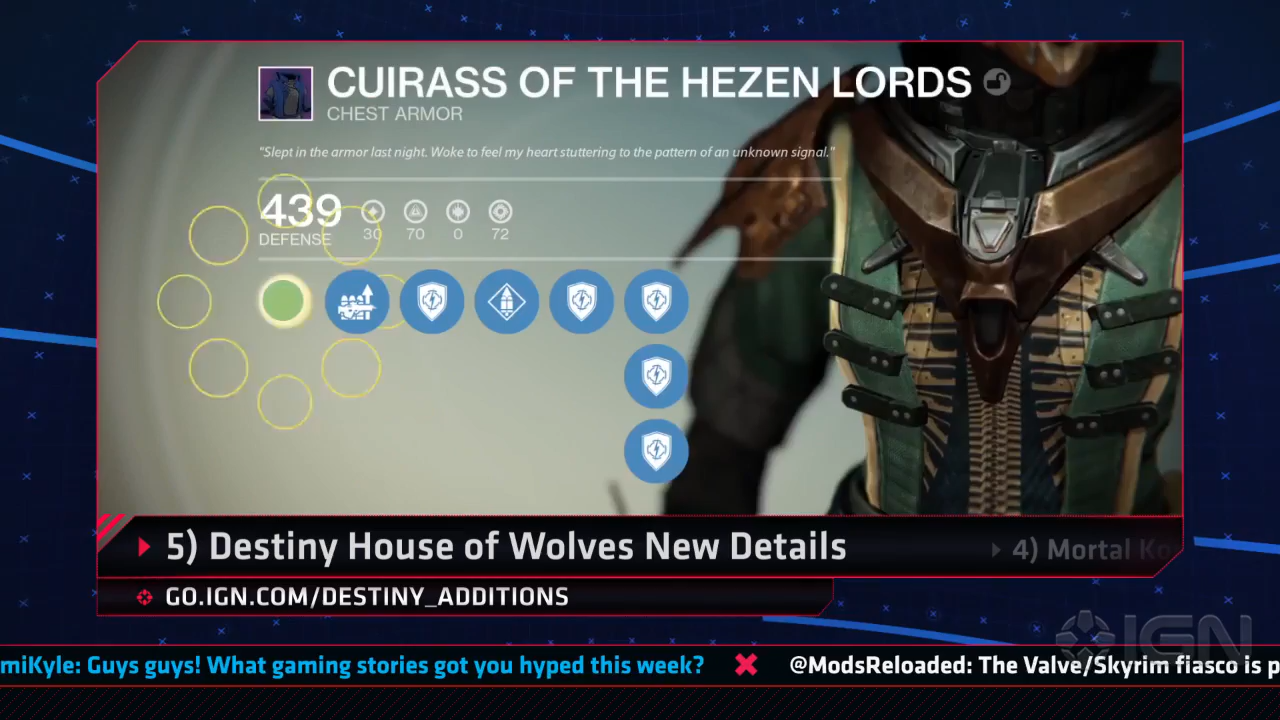 CUIRASS OF THE HEZEN LORDS
CHEST ARMOR
"Slept in the armor last night. Woke to feel my heart stuttering to the pattern of an unknown signal."
439
DEFENSE
30 70 0 72
5) Destiny House of Wolves New Details
4) Mortal Ko
GO.IGN.COM/DESTINY_ADDITIONS
IGN
miKyle: Guys guys! What gaming stories got you hyped this week?
@ModsReloaded: The Valve/Skyrim fiasco is p